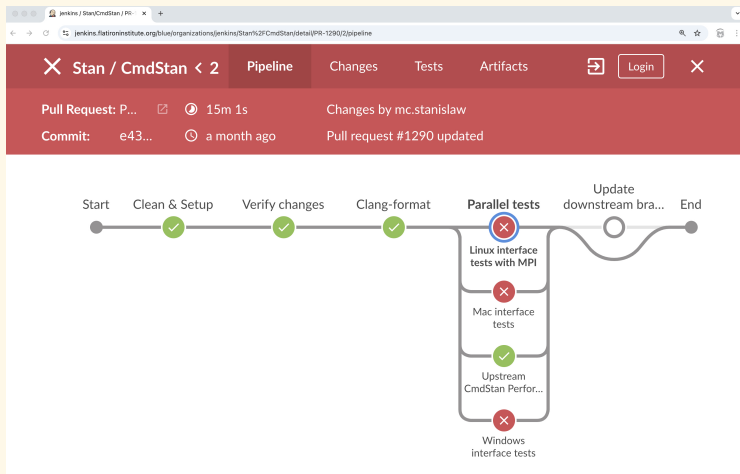 jenkins / Stan/CmdStan / PR-
jenkins.flatironinstitute.org/blue/organizations/jenkins/Stan%2FCmdStan/detail/PR-1290/2/pipeline
Stan / CmdStan < 2
Pipeline
Changes
Tests
Artifacts
Login
Pull Request: P...
15m 1s
Changes by mc.stanislaw
Commit: e43...
a month ago
Pull request #1290 updated
Start
Clean & Setup
Verify changes
Clang-format
Parallel tests
Update
downstream bra...
End
Linux interface
tests with MPI
Mac interface
tests
Upstream
CmdStan Perfor...
Windows
interface tests